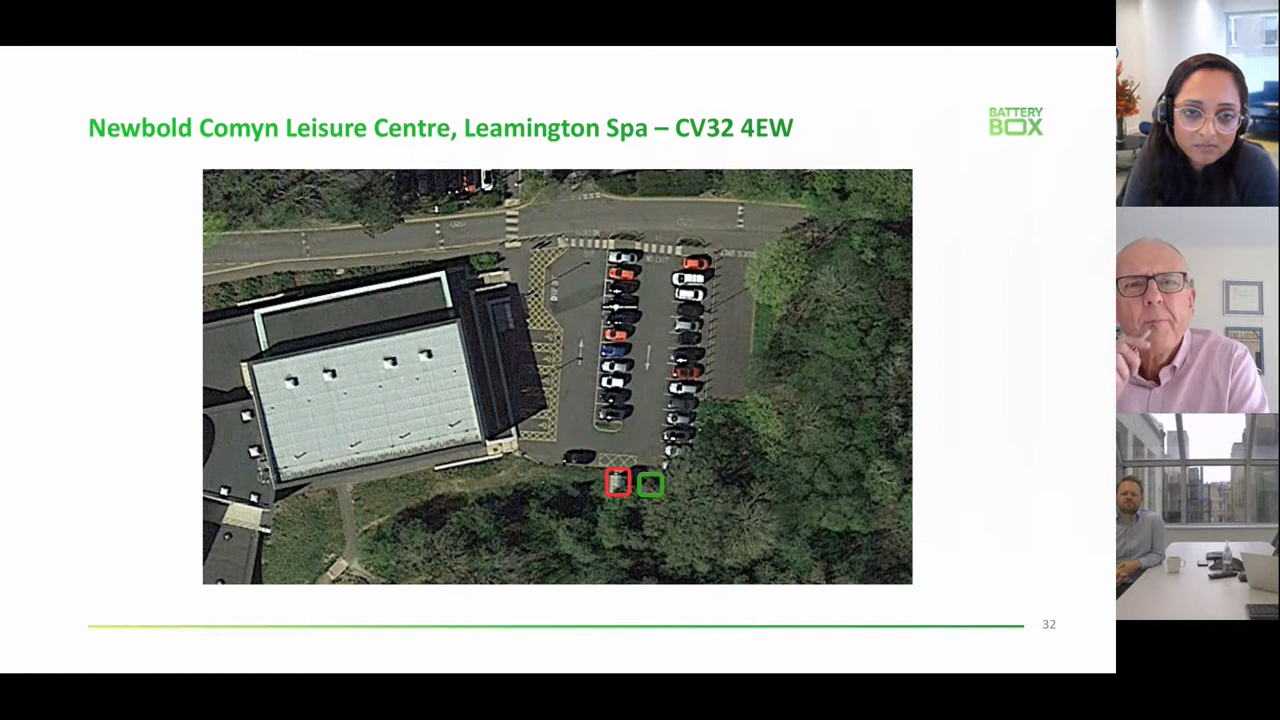 Newbold Comyn Leisure Centre, Leamington Spa – CV32 4EW
BATTERY
BOX
32